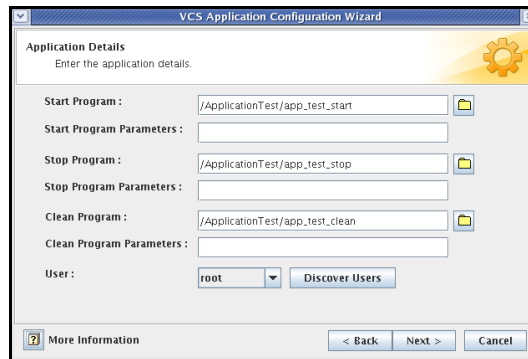 VCS Application Configuration Wizard
Application Details
Enter the application details.
Start Program :
/ApplicationTest/app_test_start
Start Program Parameters :
Stop Program :
/ApplicationTest/app_test_stop
Stop Program Parameters :
Clean Program :
/ApplicationTest/app_test_clean
Clean Program Parameters :
User :
root
Discover Users
? More Information
< Back
Next >
Cancel